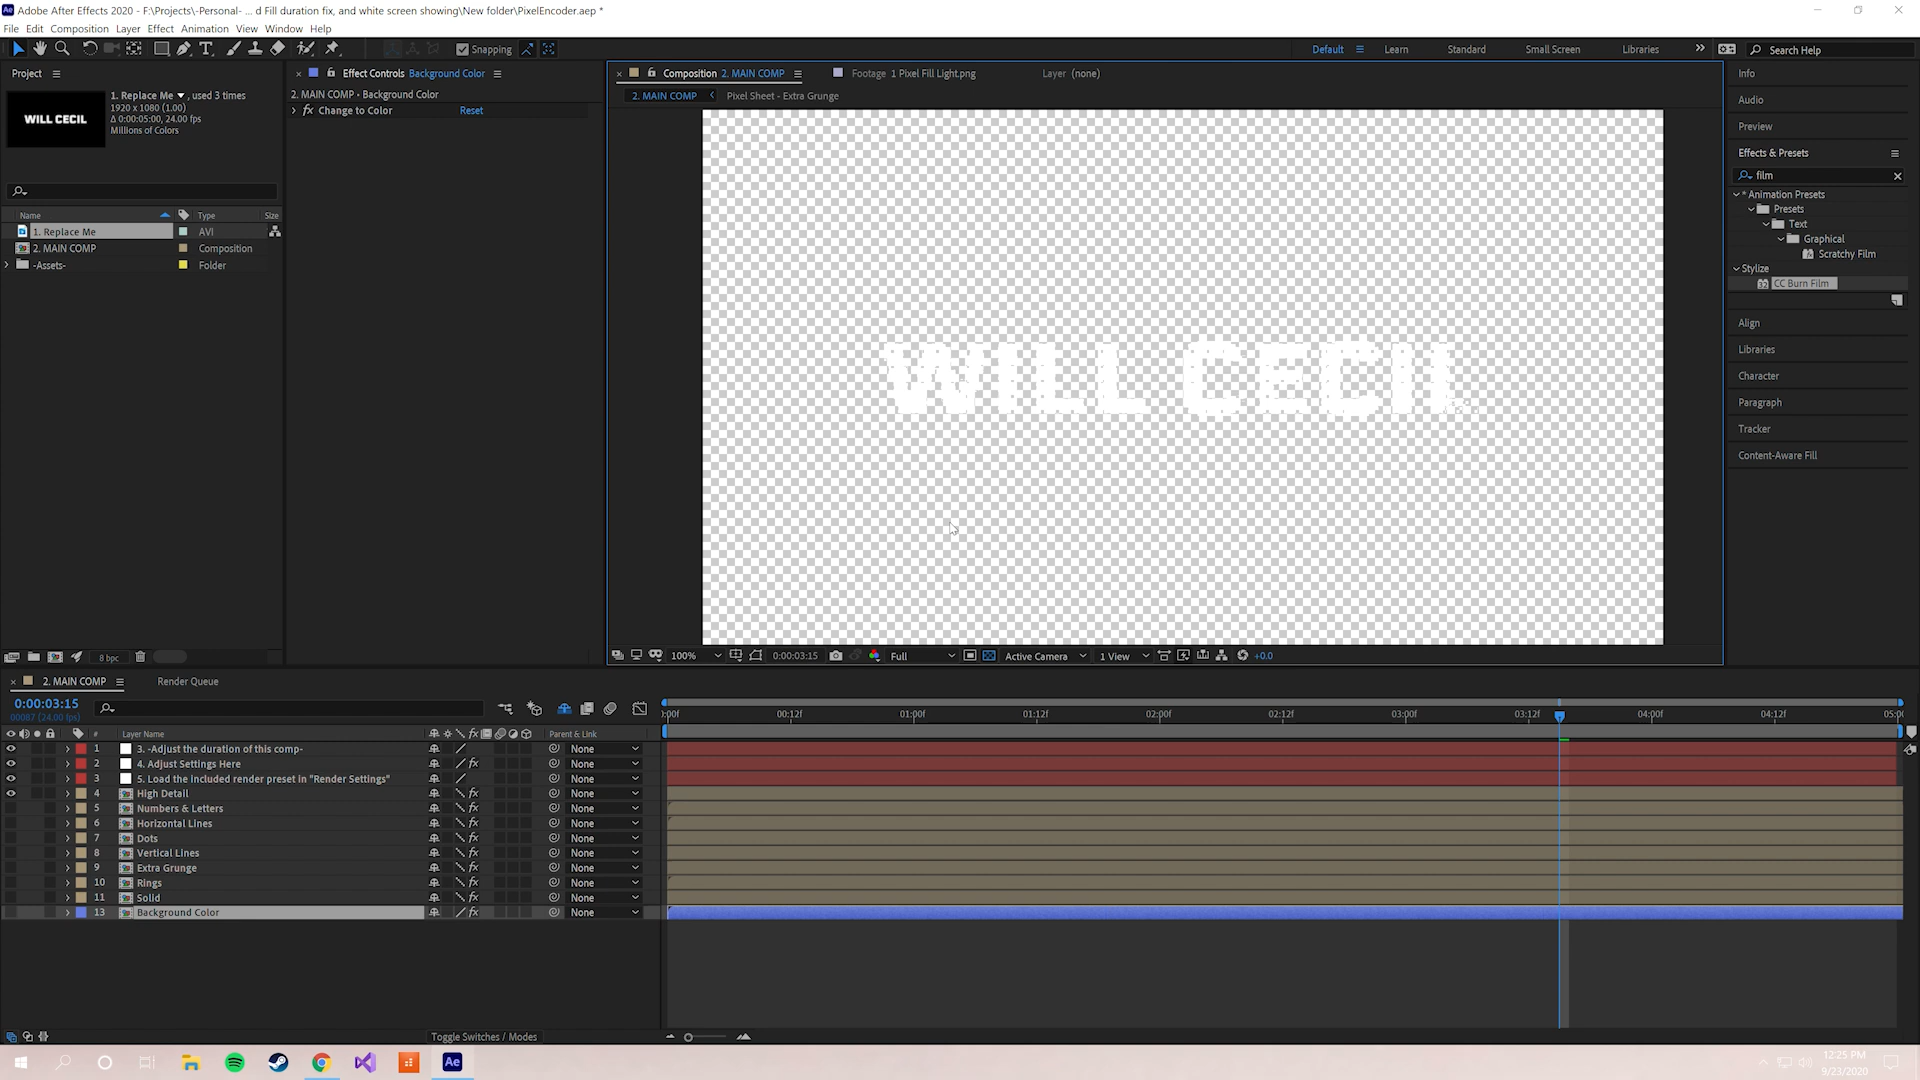 Adobe After Effects 2020 - F:\Projects\-Personal- ... d Fill duration fix, and white screen showing\New folder\PixelEncoder.aep *
File Edit Composition Layer Effect Animation View Window Help
Snapping
Default Learn Standard Small Screen Libraries Search Help
Project
Effect Controls Background Color
Composition 2. MAIN COMP
Footage 1 Pixel Fill Light.png
Layer (none)
1. Replace Me , used 3 times
1920 x 1080 (1.00)
Δ 0:00:05:00, 24.00 fps
Millions of Colors
WILL CECIL
2. MAIN COMP • Background Color
fx Change to Color Reset
2. MAIN COMP Pixel Sheet - Extra Grunge
Name Type Size
1. Replace Me AVI
2. MAIN COMP Composition
-Assets- Folder
8 bpc
WILL CECIL
100% 0:00:03:15 Full Active Camera 1 View +0.0
Info
Audio
Preview
Effects & Presets
film
* Animation Presets
Presets
Text
Graphical
Scratchy Film
Stylize
CC Burn Film
Align
Libraries
Character
Paragraph
Tracker
Content-Aware Fill
2. MAIN COMP Render Queue
0:00:03:15
00087 (24.00 fps)
:00f 00:12f 01:00f 01:12f 02:00f 02:12f 03:00f 03:12f 04:00f 04:12f 05:00
# Layer Name fx Parent & Link
1 3. -Adjust the duration of this comp- None
2 4. Adjust Settings Here fx None
3 5. Load the included render preset in "Render Settings" None
4 High Detail fx None
5 Numbers & Letters fx None
6 Horizontal Lines fx None
7 Dots fx None
8 Vertical Lines fx None
9 Extra Grunge fx None
10 Rings fx None
11 Solid fx None
13 Background Color fx None
Toggle Switches / Modes
Ae
12:25 PM
9/23/2020